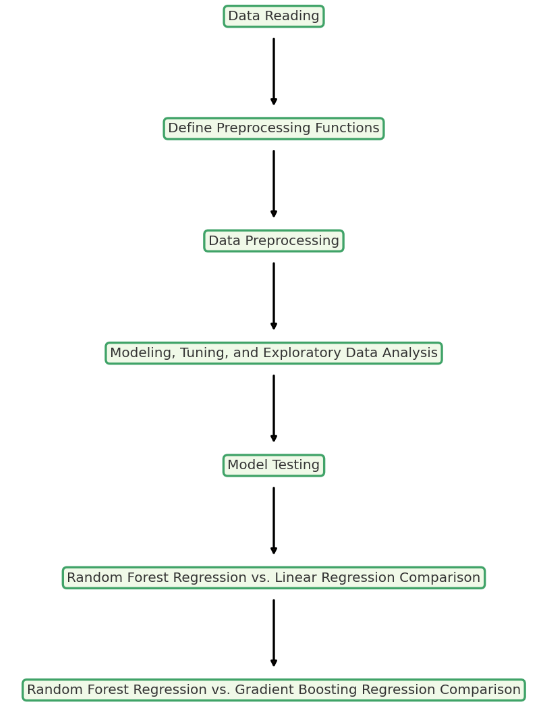 Data Reading
Define Preprocessing Functions
Data Preprocessing
Modeling, Tuning, and Exploratory Data Analysis
Model Testing
Random Forest Regression vs. Linear Regression Comparison
Random Forest Regression vs. Gradient Boosting Regression Comparison